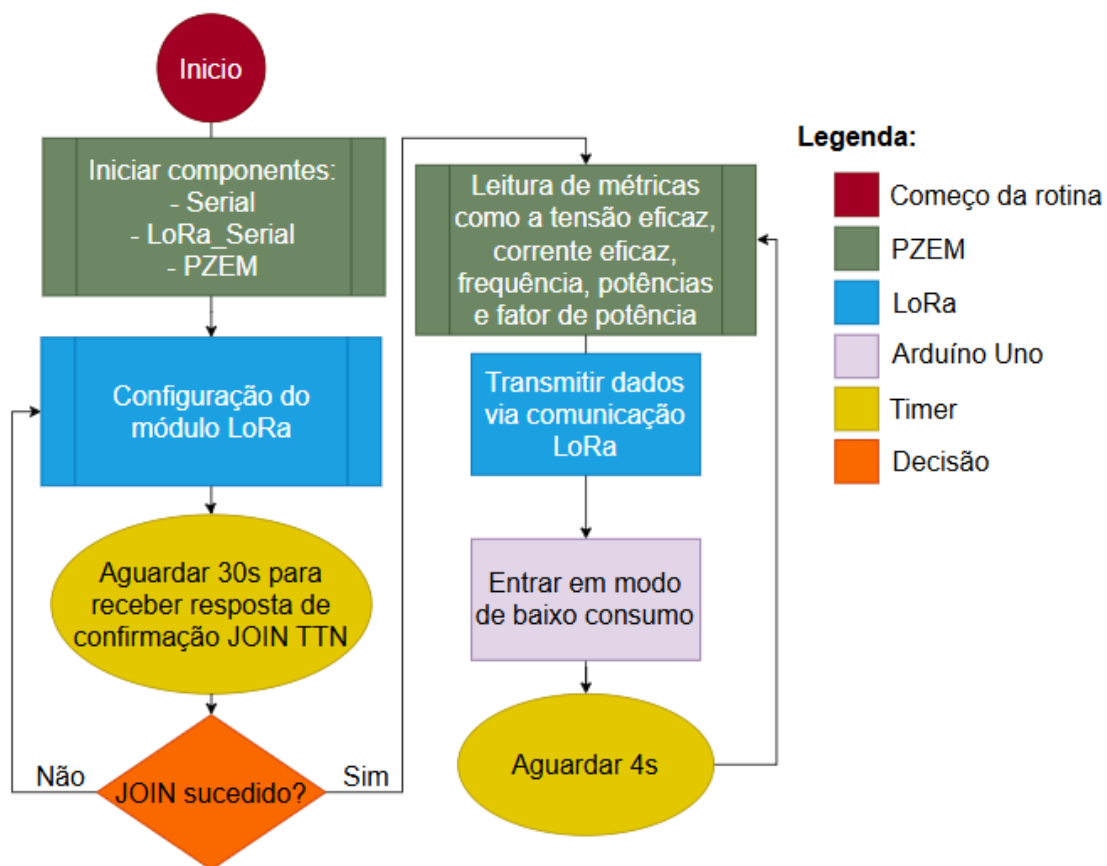 Inicio
Iniciar componentes:
- Serial
- LoRa_Serial
- PZEM
Configuração do
módulo LoRa
Aguardar 30s para
receber resposta de
confirmação JOIN TTN
JOIN sucedido?
Não
Sim
Leitura de métricas
como a tensão eficaz,
corrente eficaz,
frequência, potências
e fator de potência
Transmitir dados
via comunicação
LoRa
Entrar em modo
de baixo consumo
Aguardar 4s
Legenda:
Começo da rotina
PZEM
LoRa
Arduíno Uno
Timer
Decisão